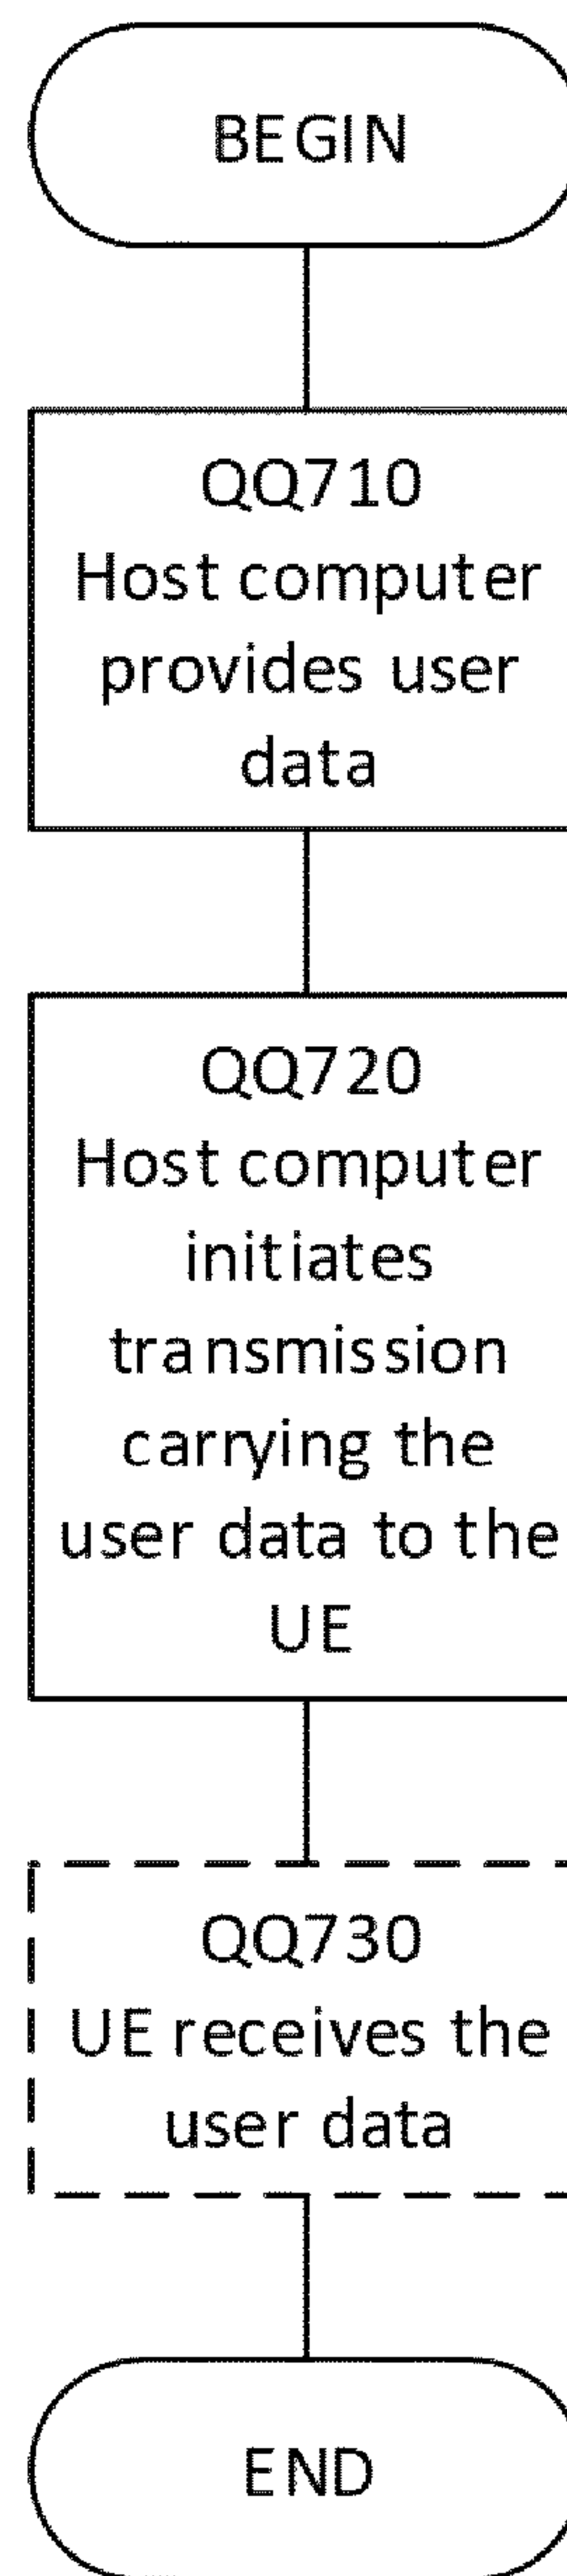 BEGIN
QQ710
Host computer
provides user
data
QQ720
Host computer
initiates
transmission
carrying the
user data to the
UE
QQ730
UE receives the
user data
END